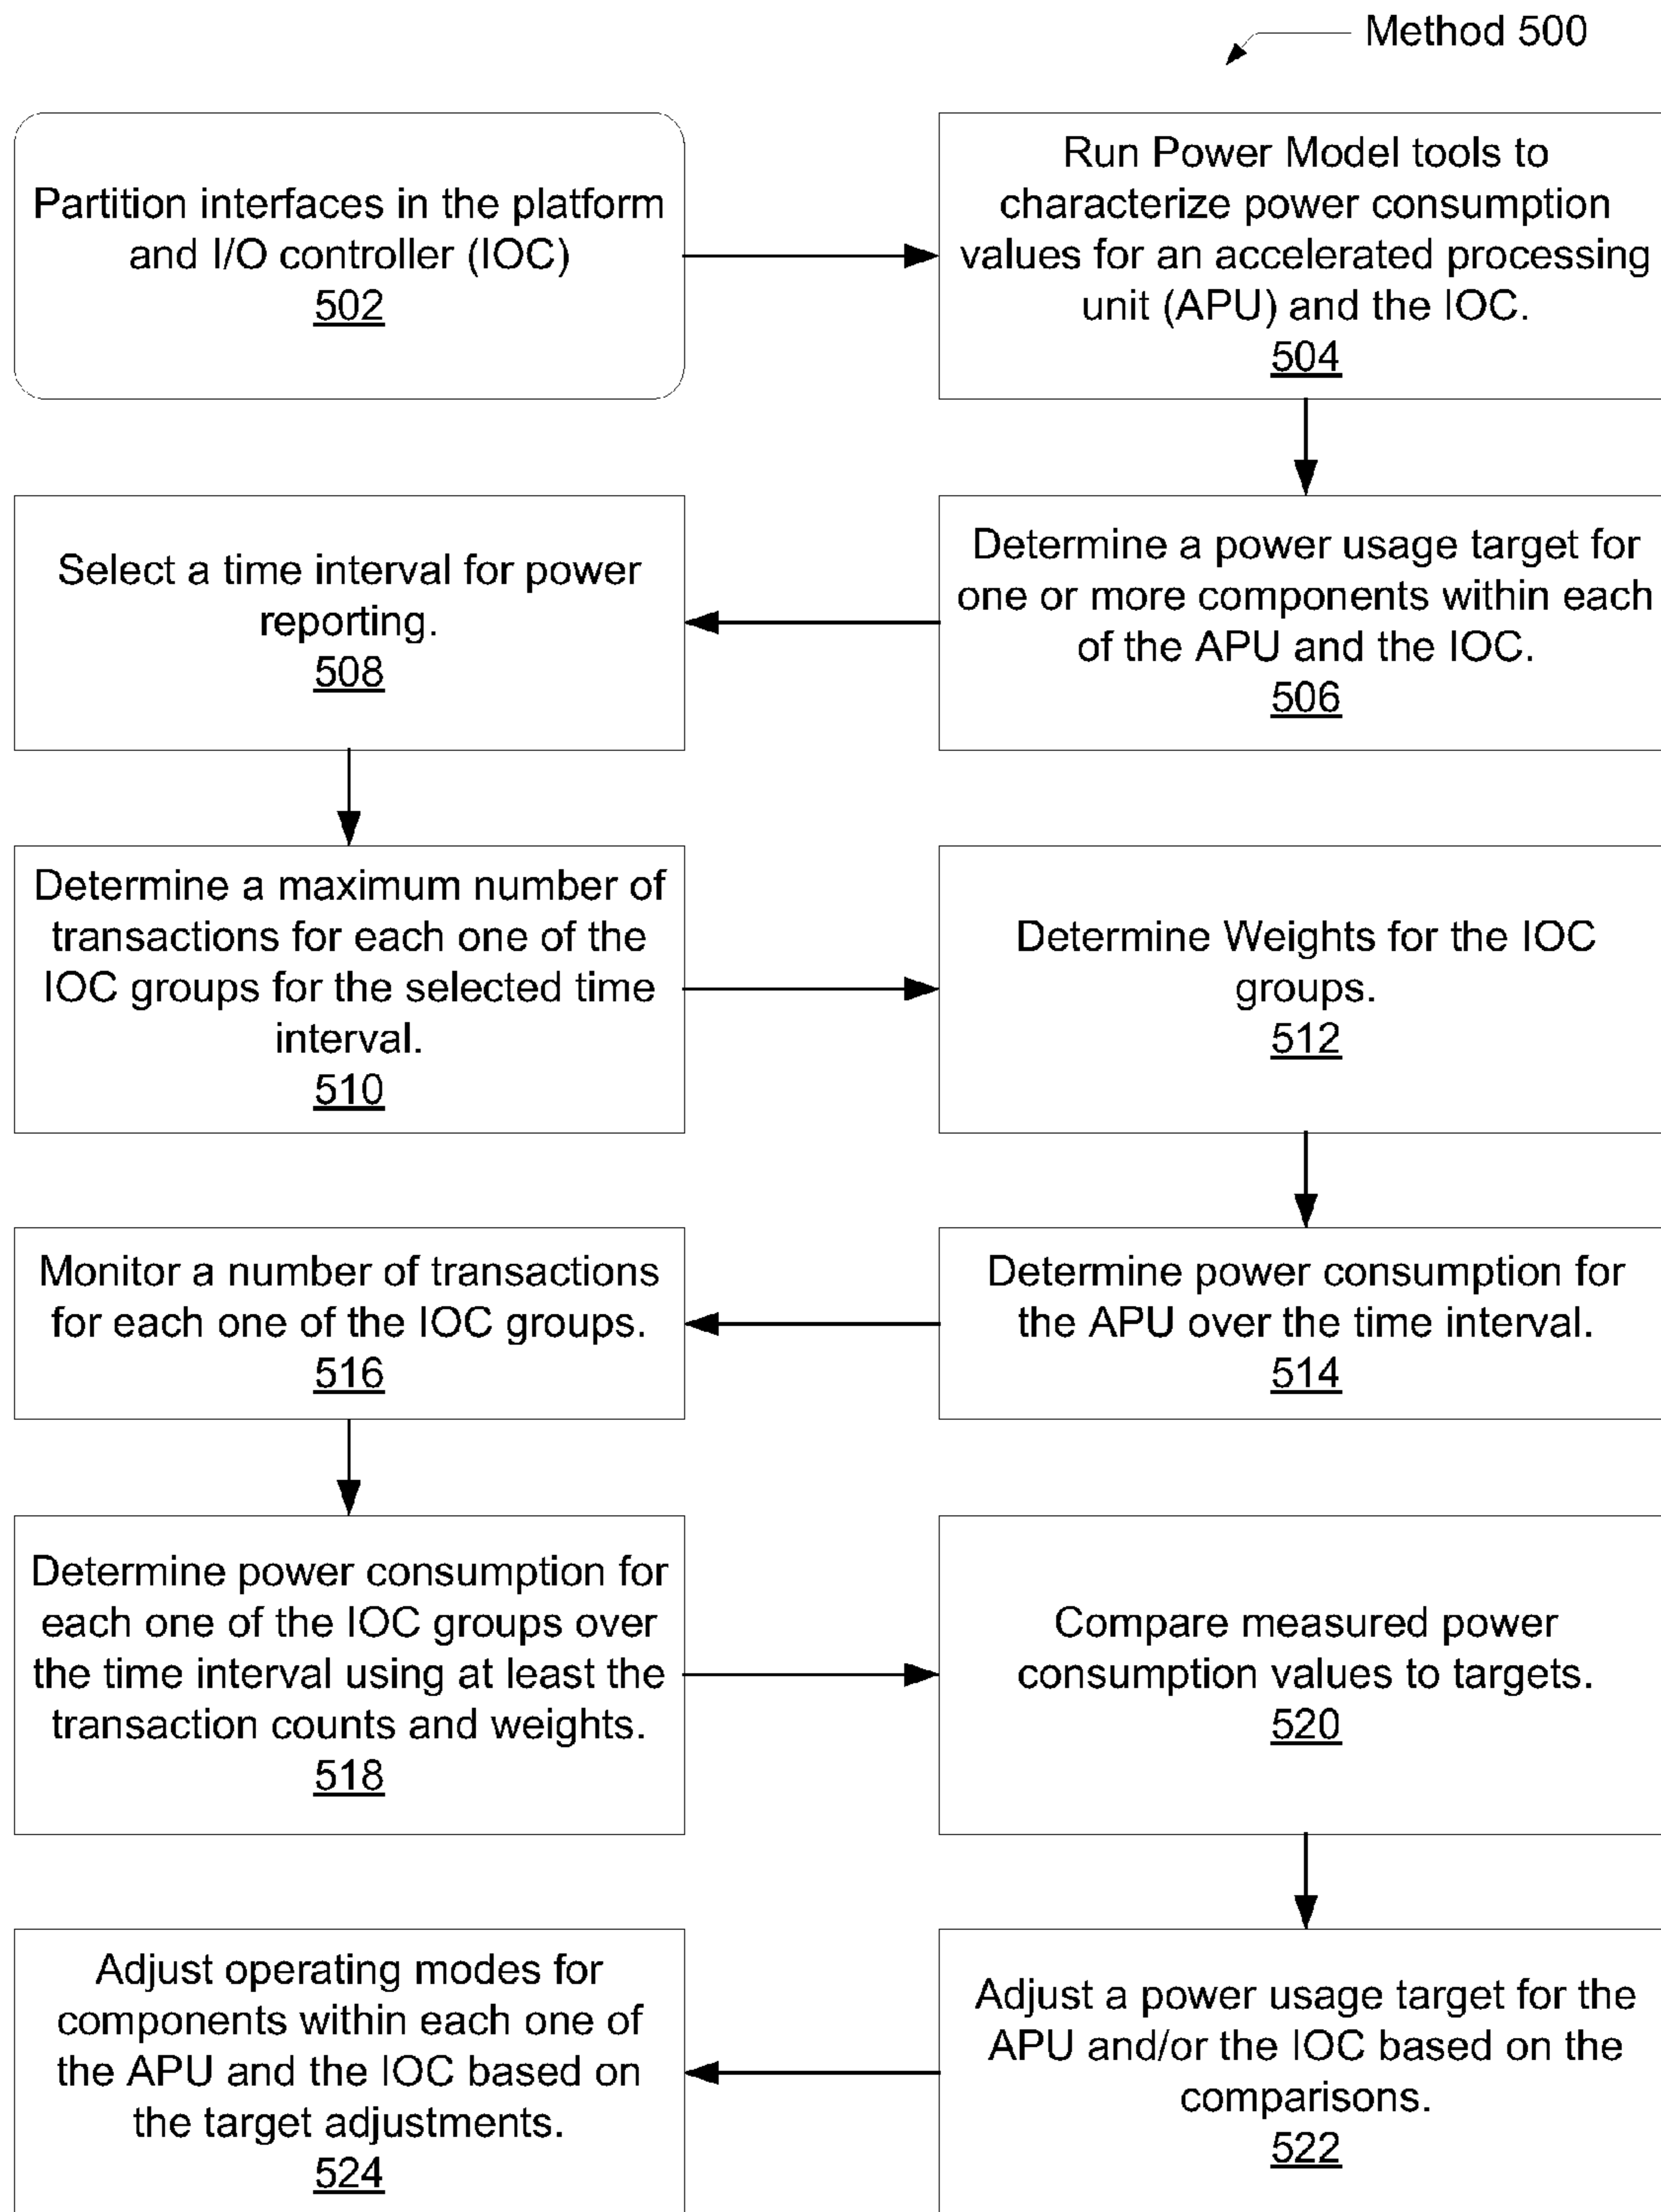 Method 500
Partition interfaces in the platform
and I/O controller (IOC)
502
Run Power Model tools to
characterize power consumption
values for an accelerated processing
unit (APU) and the IOC.
504
Determine a power usage target for
one or more components within each
of the APU and the IOC.
506
Select a time interval for power
reporting.
508
Determine a maximum number of
transactions for each one of the
IOC groups for the selected time
interval.
510
Determine Weights for the IOC
groups.
512
Determine power consumption for
the APU over the time interval.
514
Monitor a number of transactions
for each one of the IOC groups.
516
Determine power consumption for
each one of the IOC groups over
the time interval using at least the
transaction counts and weights.
518
Compare measured power
consumption values to targets.
520
Adjust a power usage target for the
APU and/or the IOC based on the
comparisons.
522
Adjust operating modes for
components within each one of
the APU and the IOC based on
the target adjustments.
524